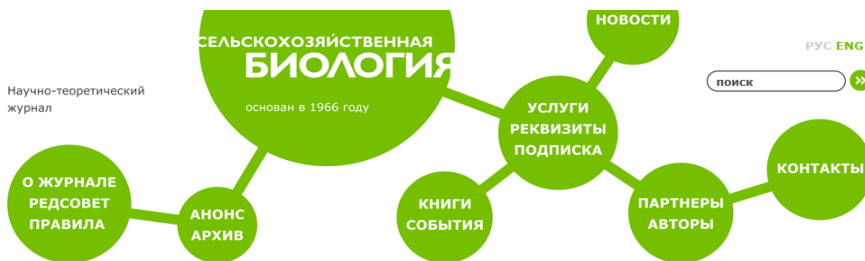 НОВОСТИ
РУС ENG
СЕЛЬСКОХОЗЯЙСТВЕННАЯ
БИОЛОГИЯ
поиск
Научно-теоретический
журнал
основан в 1966 году
УСЛУГИ
РЕКВИЗИТЫ
ПОДПИСКА
КОНТАКТЫ
О ЖУРНАЛЕ
РЕДСОВЕТ
ПРАВИЛА
АНОНС
АРХИВ
КНИГИ
СОБЫТИЯ
ПАРТНЕРЫ
АВТОРЫ